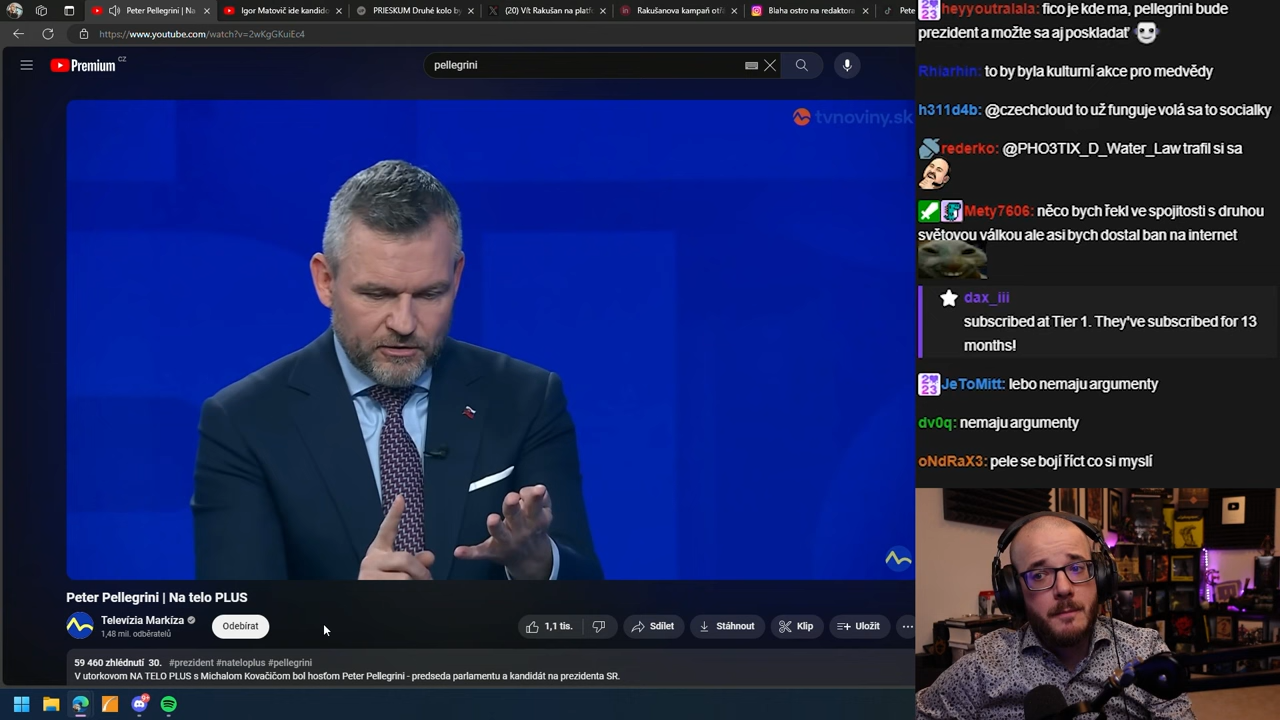 Peter Pellegrini | Na
Igor Matovič ide kandido
PRIESKUM Druhé kolo by
(20) Vít Rakušan na platf
Rakušanova kampaň otři
Blaha ostro na redaktora
Pete
https://www.youtube.com/watch?v=2wKgGKuiEc4
Premium CZ
pellegrini
tvnoviny.sk
Peter Pellegrini | Na telo PLUS
Televízia Markíza
1,48 mil. odběratelů
Odebírat
1,1 tis.
Sdílet
Stáhnout
Klip
Uložit
59 460 zhlédnutí 30. #prezident #nateloplus #pellegrini
V utorkovom NA TELO PLUS s Michalom Kovačičom bol hosťom Peter Pellegrini - predseda parlamentu a kandidát na prezidenta SR.
heyyoutralala: fico je kde ma, pellegrini bude
prezident a možte sa aj poskladať
Rhiarhin: to by byla kulturní akce pro medvědy
h311d4b: @czechcloud to už funguje volá sa to socialky
rederko: @PHO3TIX_D_Water_Law trafil si sa
Mety7606: něco bych řekl ve spojitosti s druhou
světovou válkou ale asi bych dostal ban na internet
dax_iii
subscribed at Tier 1. They've subscribed for 13
months!
JeToMitt: lebo nemaju argumenty
dv0q: nemaju argumenty
oNdRaX3: pele se bojí říct co si myslí